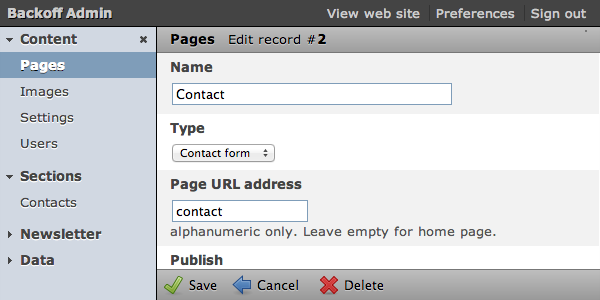 Backoff Admin
View web site
Preferences
Sign out
Content
Pages
Images
Settings
Users
Sections
Contacts
Newsletter
Data
Pages Edit record #2
Name
Contact
Type
Contact form
Page URL address
contact
alphanumeric only. Leave empty for home page.
Publish
Save
Cancel
Delete